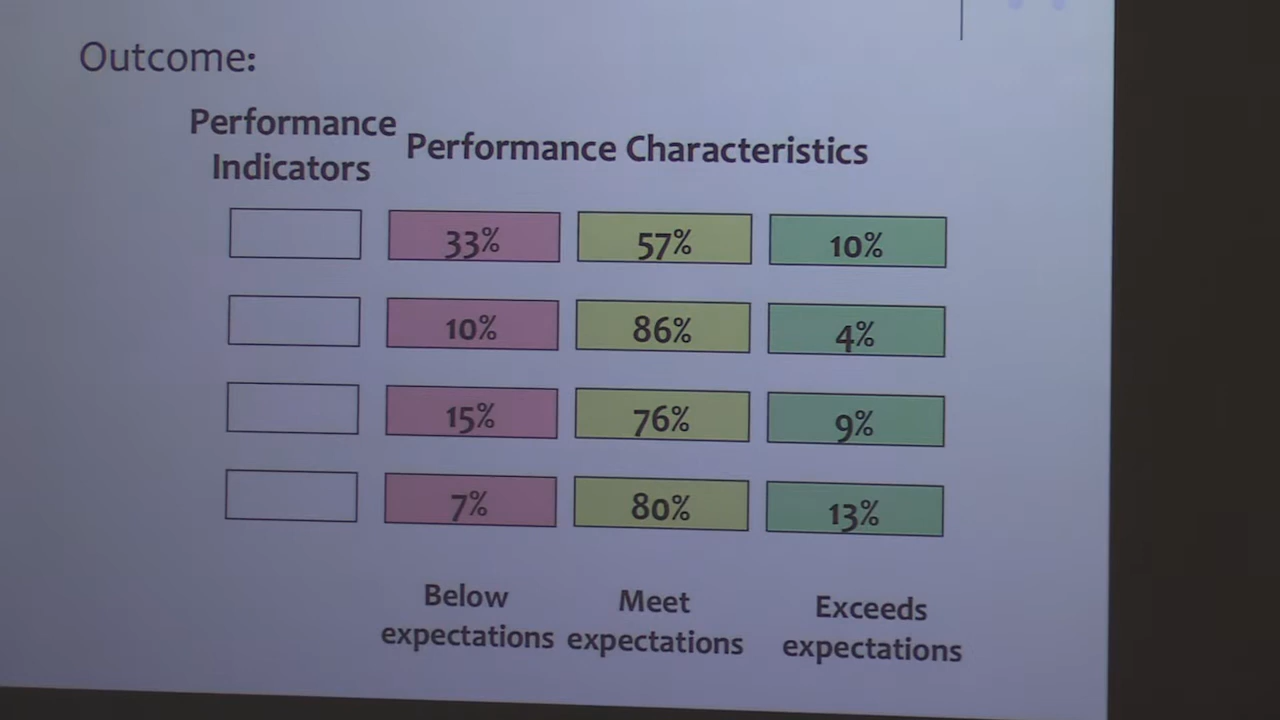 Outcome:
Performance
Indicators
Performance Characteristics
33% 57% 10%
10% 86% 4%
15% 76% 9%
7% 80% 13%
Below
expectations
Meet
expectations
Exceeds
expectations